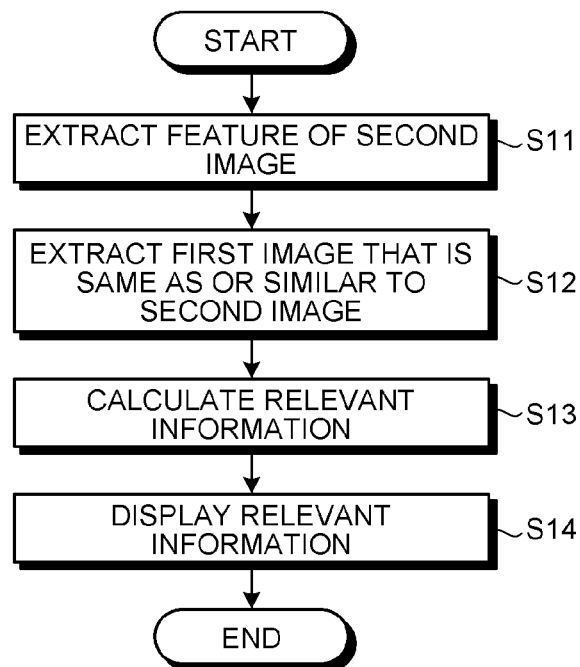 START
EXTRACT FEATURE OF SECOND
IMAGE
S11
EXTRACT FIRST IMAGE THAT IS
SAME AS OR SIMILAR TO
SECOND IMAGE
S12
CALCULATE RELEVANT
INFORMATION
S13
DISPLAY RELEVANT
INFORMATION
S14
END